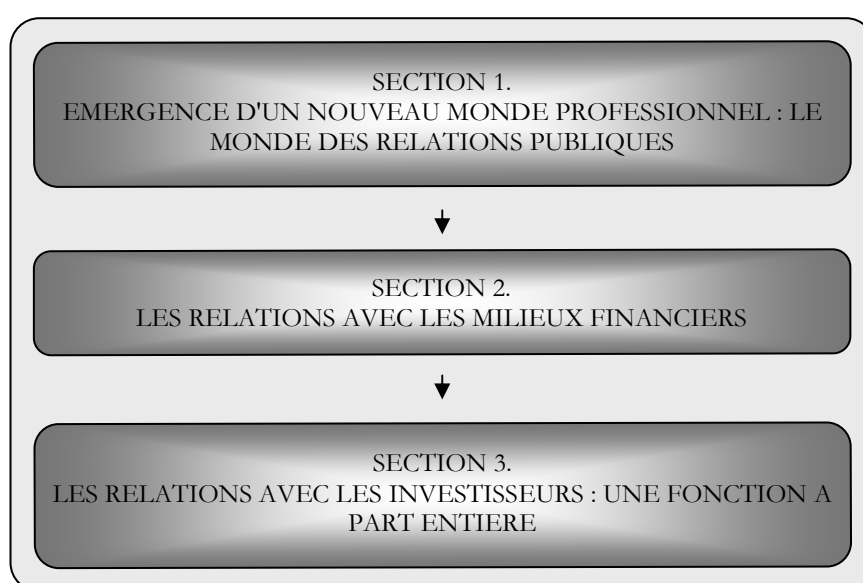 SECTION 1.
EMERGENCE D'UN NOUVEAU MONDE PROFESSIONNEL : LE
MONDE DES RELATIONS PUBLIQUES
SECTION 2.
LES RELATIONS AVEC LES MILIEUX FINANCIERS
SECTION 3.
LES RELATIONS AVEC LES INVESTISSEURS : UNE FONCTION A
PART ENTIERE